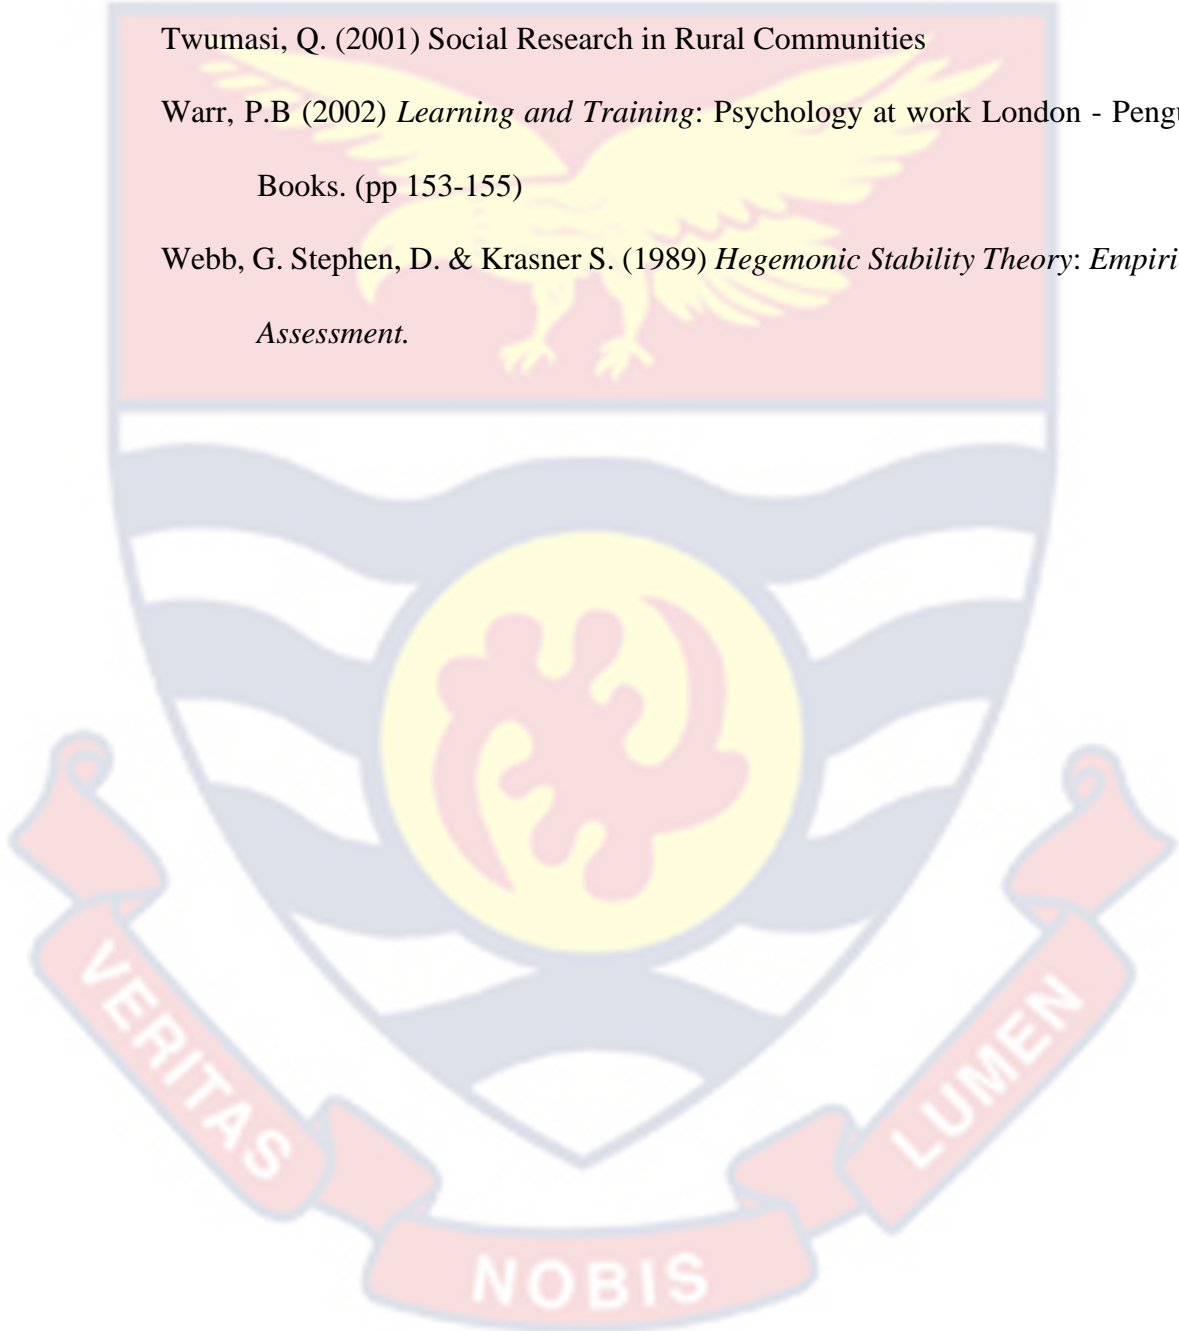 Twumasi, Q. (2001) Social Research in Rural Communities
Warr, P.B (2002) Learning and Training: Psychology at work London - Pengu
Books. (pp 153-155)
Webb, G. Stephen, D. & Krasner S. (1989) Hegemonic Stability Theory: Empiri
Assessment.
VERITAS
NOBIS
LUMEN